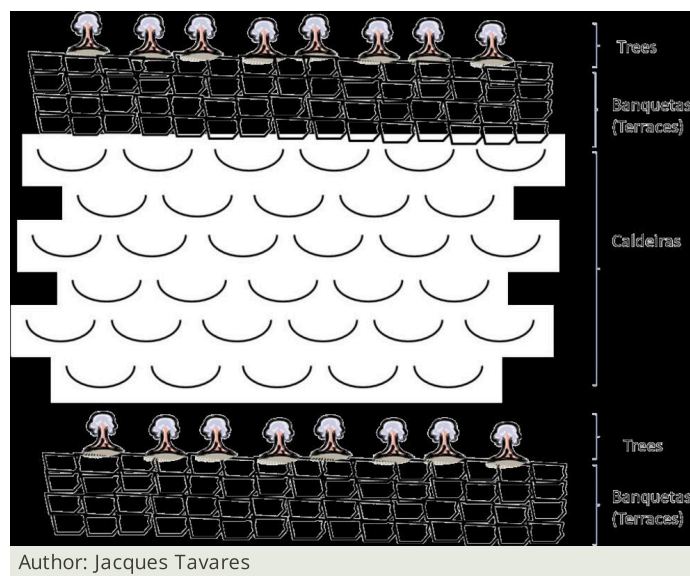 Trees
Banquetas
(Terraces)
Caldeiras
Trees
Banquetas
(Terraces)
Author: Jacques Tavares